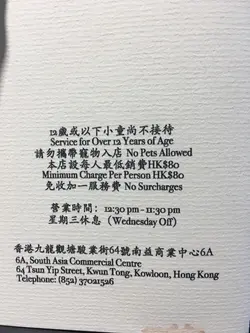 12歲或以下小童尚不接待
Service for Over 12 Years of Age
請勿攜帶寵物入店 No Pets Allowed
本店設每人最低銷費HK$80
Minimum Charge Per Person HK$80
免收加一服務費 No Surcharges
營業時間：12:30 pm - 11:30 pm
星期三休息（Wednesday Off）
香港九龍觀塘駿業街64號南益商業中心6A
6A, South Asia Commercial Centre
64 Tsun Yip Street, Kwun Tong, Kowloon, Hong Kong
Telephone: (852) 37021526